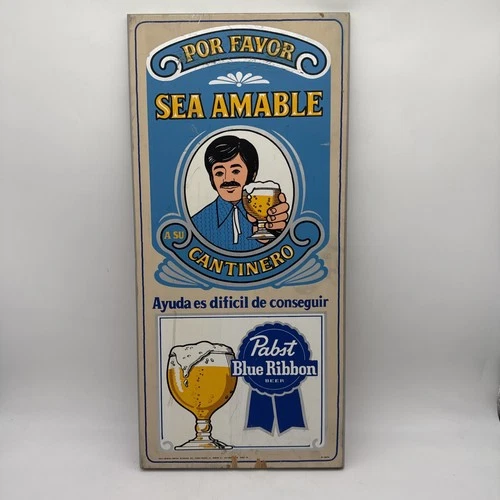 POR FAVOR
SEA AMABLE
A SU
CANTINERO
Ayuda es dificil de conseguir
Pabst
Blue Ribbon
BEER